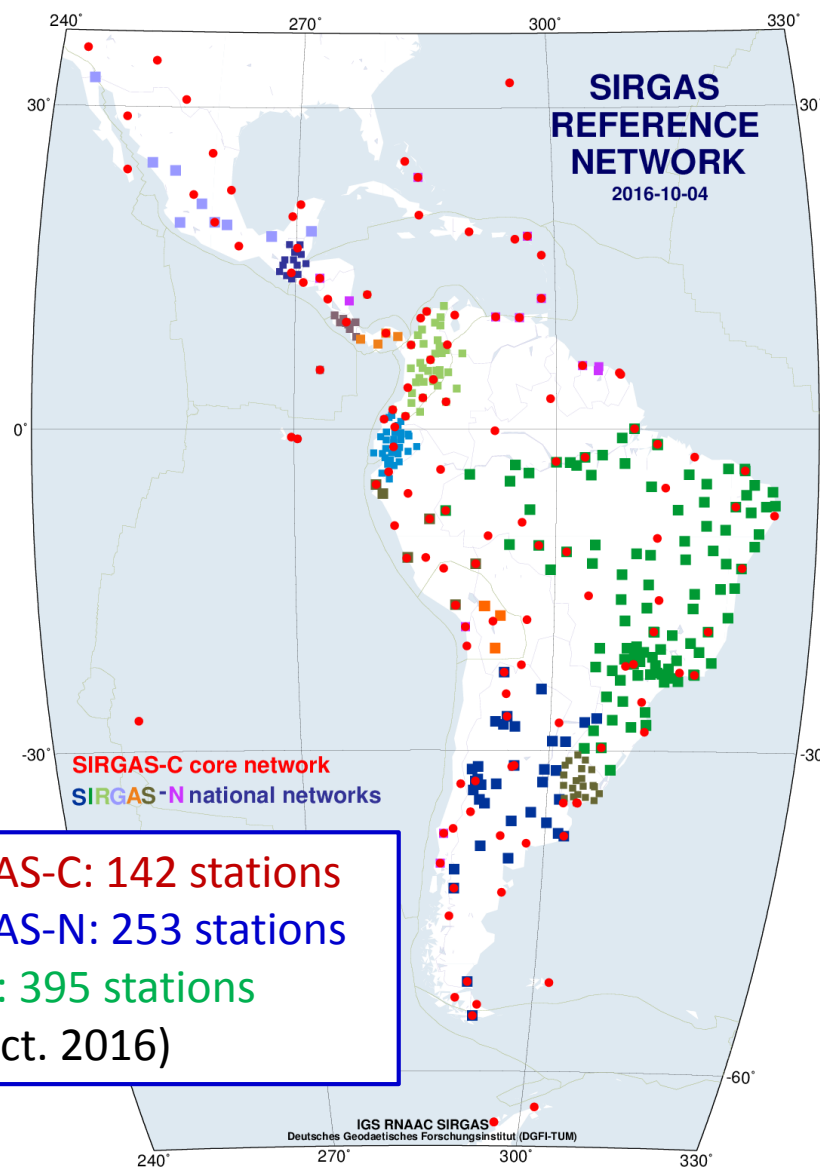 240° 270° 300° 330°
30°
SIRGAS
REFERENCE
NETWORK
2016-10-04
0°
-30°
SIRGAS-C core network
SIRGAS-N national networks
AS-C: 142 stations
AS-N: 253 stations
: 395 stations
ct. 2016)
-60°
IGS RNAAC SIRGAS
Deutsches Geodaetisches Forschungsinstitut (DGFI-TUM)
240° 270° 300° 330°